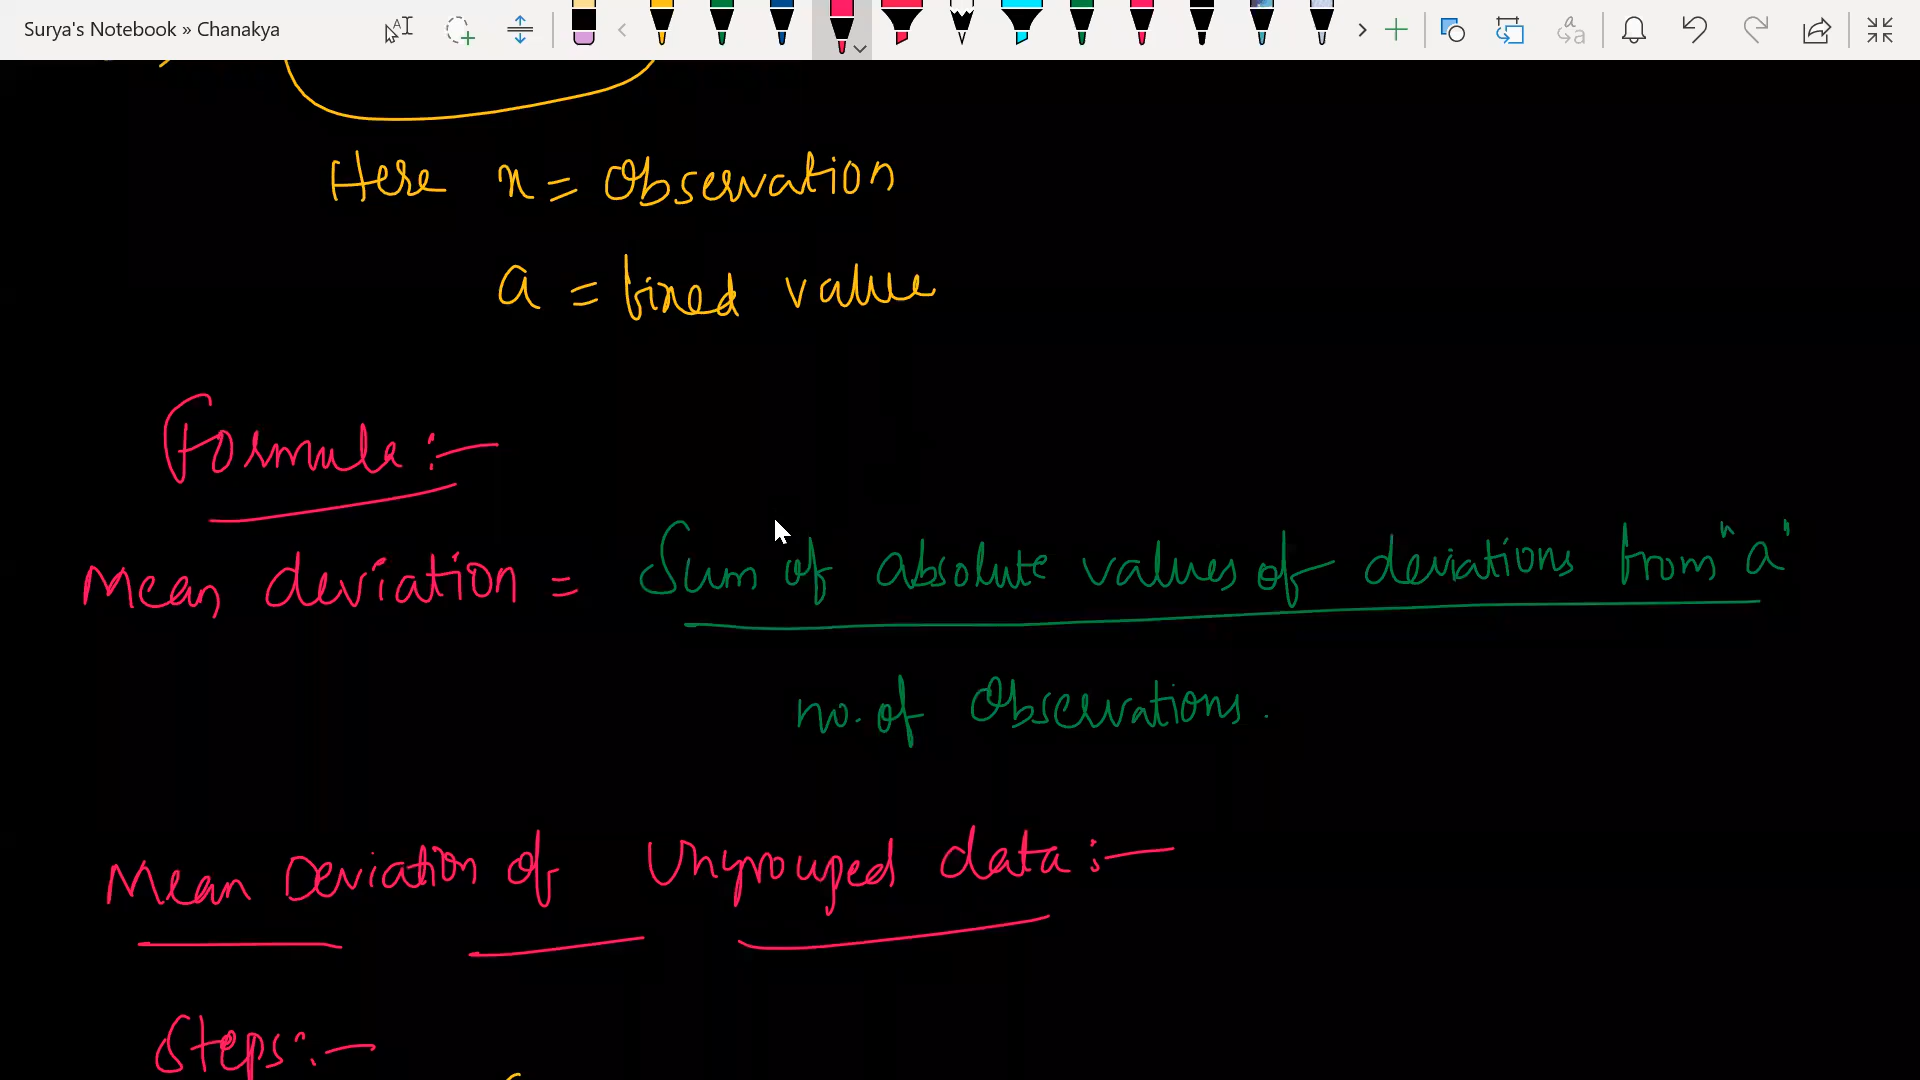 Surya's Notebook » Chanakya
Here x = Observation
a = fixed value
Formula :-
Mean deviation = Sum of absolute values of deviations from "a"
no. of Observations.
Mean Deviation of Ungrouped data :-
Steps :-